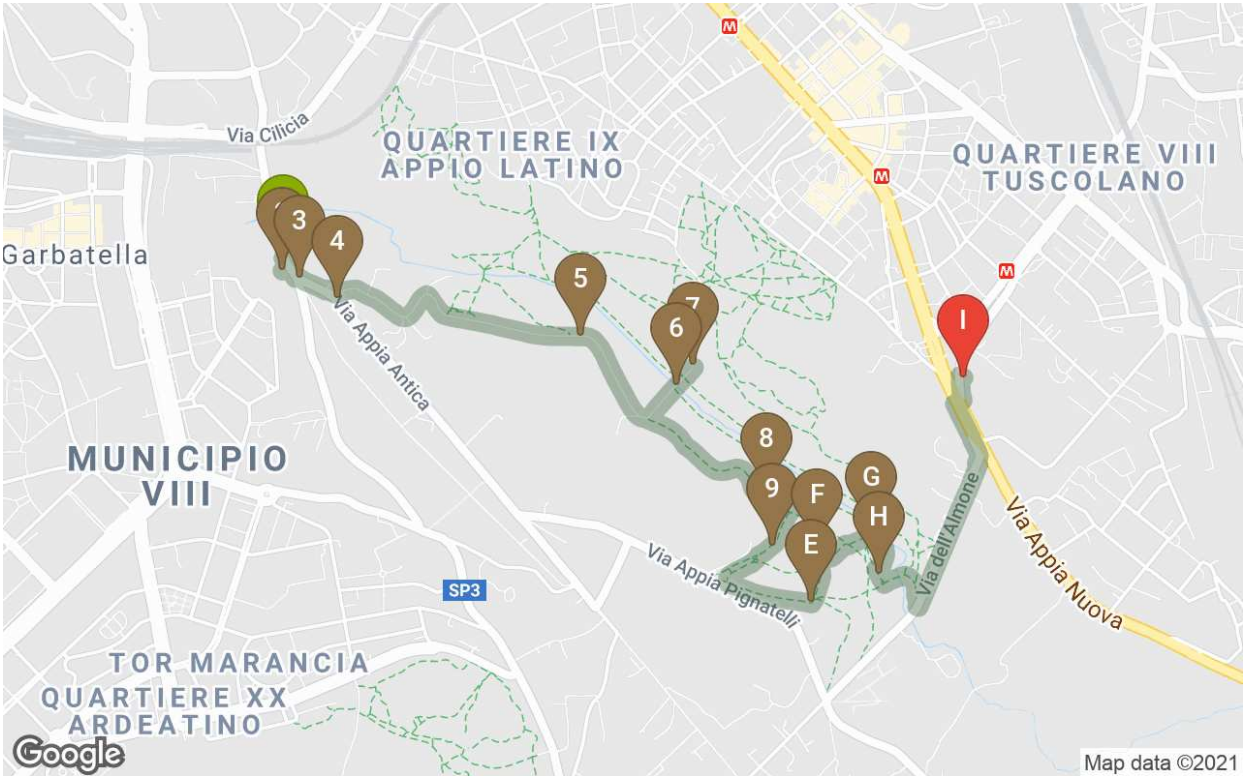 M
Via Cilicia
QUARTIERE IX
APPIO LATINO
QUARTIERE VIII
TUSCOLANO
M
3
4
Garbatella
5
7
6
M
I
Via Appia Antica
MUNICIPIO
VIII
8
9
F
G
H
E
Via dell'Almone
Via Appia Nuova
Via Appia Pignatelli
SP3
TOR MARANCIA
QUARTIERE XX
ARDEATINO
Google
Map data ©2021